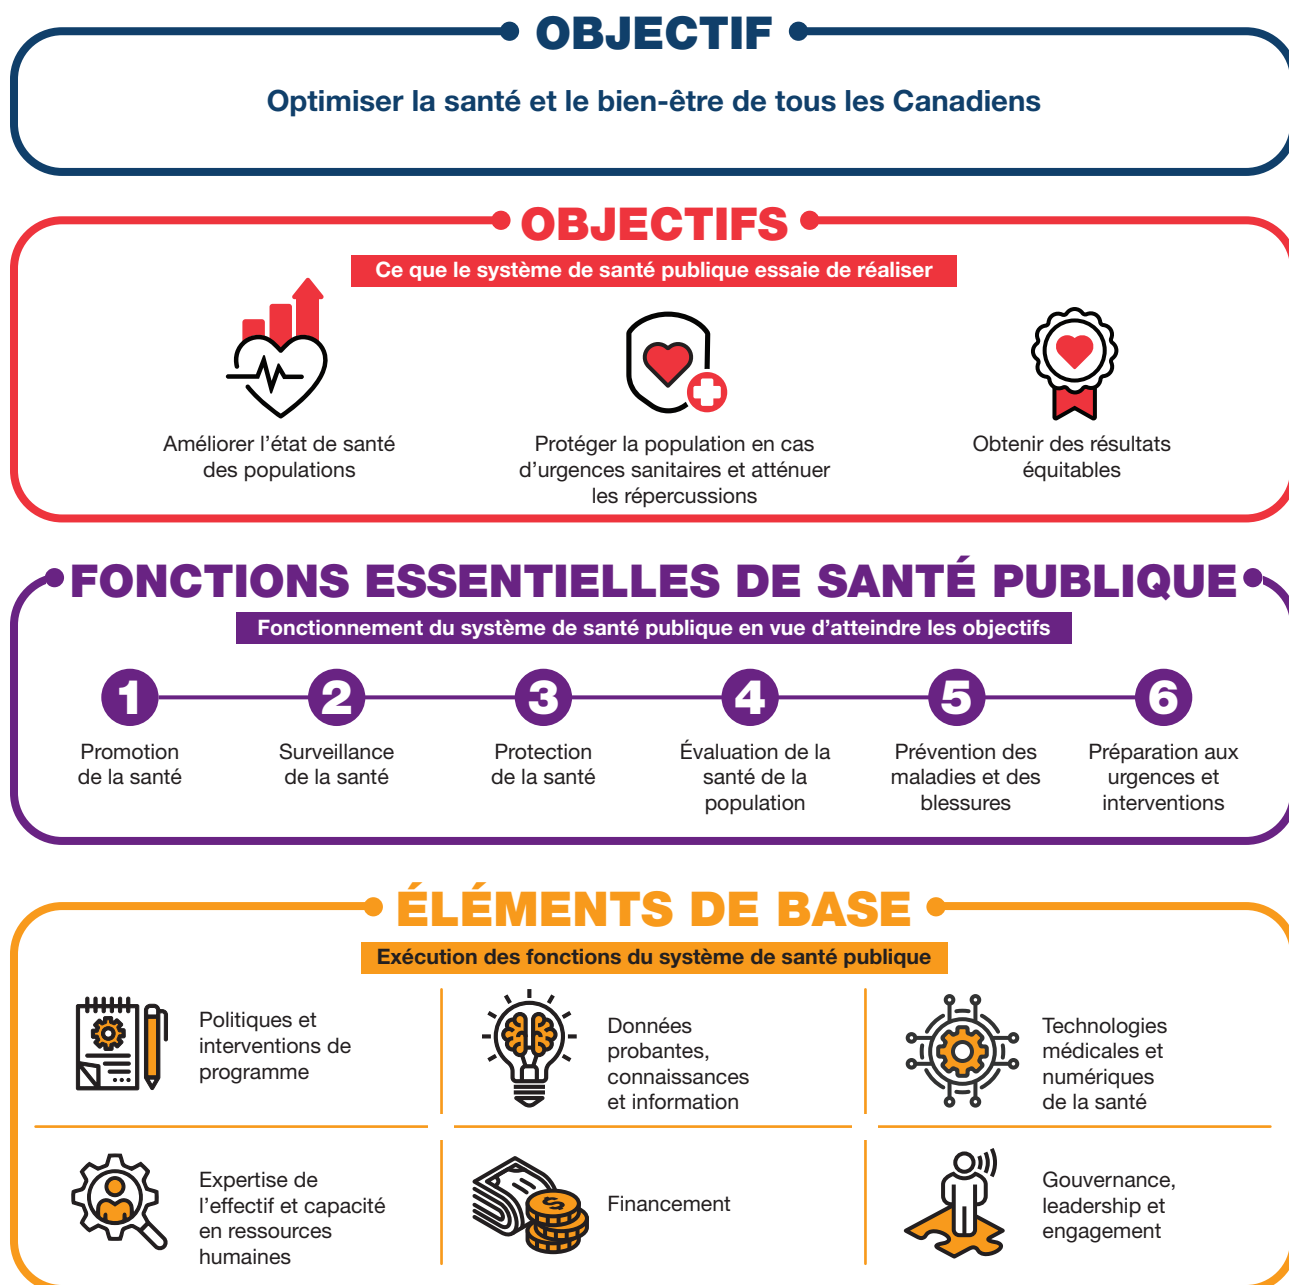 OBJECTIF
Optimiser la santé et le bien-être de tous les Canadiens
OBJECTIFS
Ce que le système de santé publique essaie de réaliser
Améliorer l'état de santé
des populations
Protéger la population en cas
d'urgences sanitaires et atténuer
les répercussions
Obtenir des résultats
équitables
FONCTIONS ESSENTIELLES DE SANTÉ PUBLIQUE
Fonctionnement du système de santé publique en vue d'atteindre les objectifs
1
Promotion
de la santé
2
Surveillance
de la santé
3
Protection
de la santé
4
Évaluation de la
santé de la
population
5
Prévention des
maladies et des
blessures
6
Préparation aux
urgences et
interventions
ÉLÉMENTS DE BASE
Exécution des fonctions du système de santé publique
Politiques et
interventions de
programme
Données
probantes,
connaissances
et information
Technologies
médicales et
numériques
de la santé
Expertise de
l'effectif et capacité
en ressources
humaines
$
Financement
Gouvernance,
leadership et
engagement